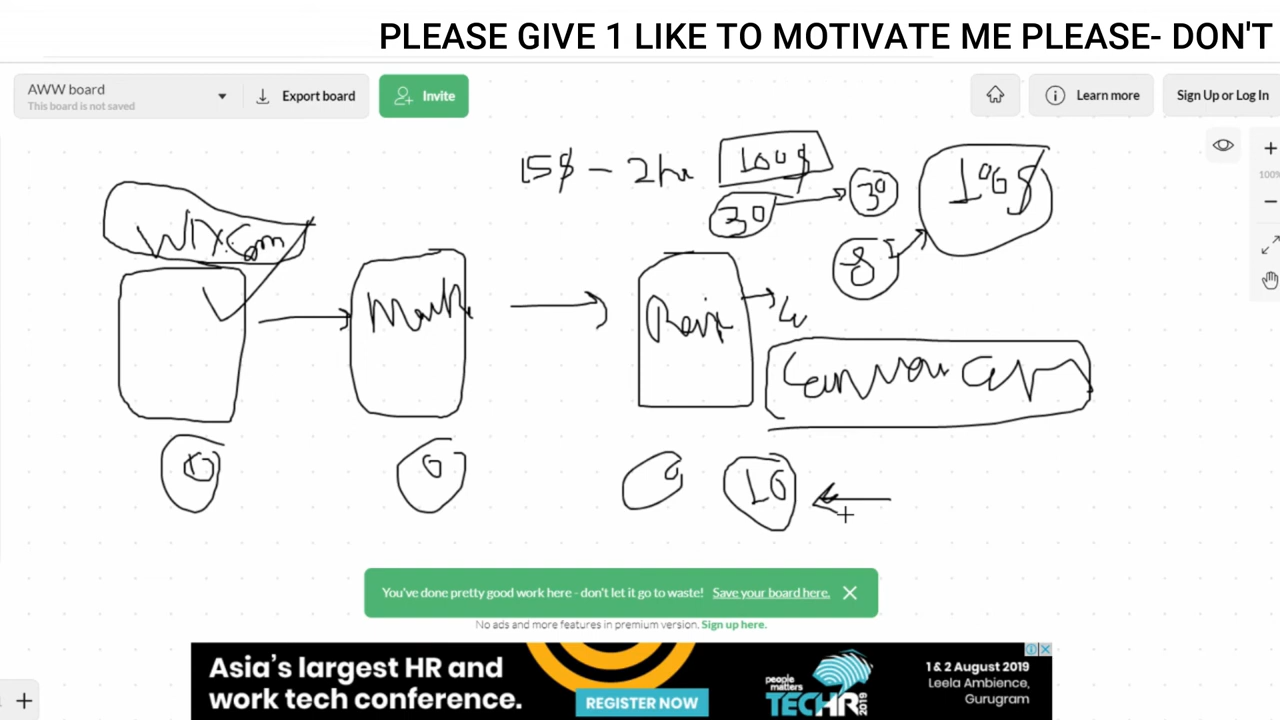 PLEASE GIVE 1 LIKE TO MOTIVATE ME PLEASE- DON'T
AWW board
This board is not saved
Export board
Invite
Learn more
Sign Up or Log In
100%
15$ - 2hr
100$
30
30
100$
8
Wix.Com
0
0
0
10
You've done pretty good work here - don't let it go to waste! Save your board here.
No ads and more features in premium version. Sign up here.
Asia's largest HR and
work tech conference.
REGISTER NOW
people
matters
TECHR
2019
1 & 2 August 2019
Leela Ambience,
Gurugram